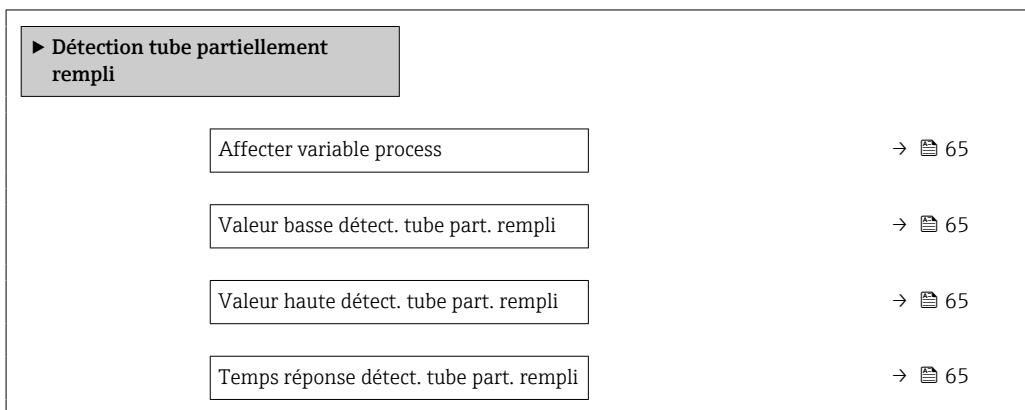 ▶ Détection tube partiellement
rempli
Affecter variable process → 65
Valeur basse détect. tube part. rempli → 65
Valeur haute détect. tube part. rempli → 65
Temps réponse détect. tube part. rempli → 65